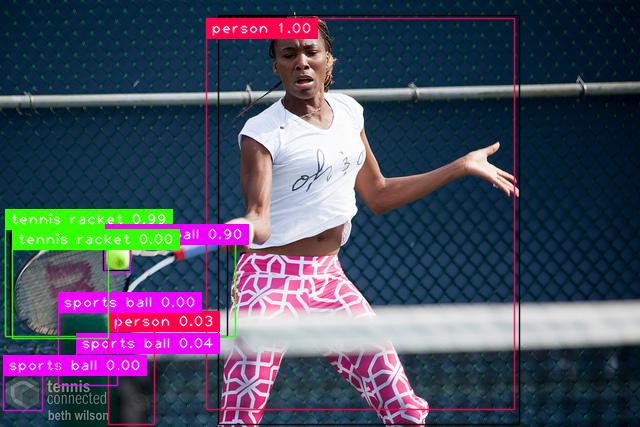 person 1.00
ohio
tennis racket 0.99
tennis racket 0.00
all 0.90
sports ball 0.00
person 0.03
sports ball 0.04
sports ball 0.00
tennis
connected
beth wilson